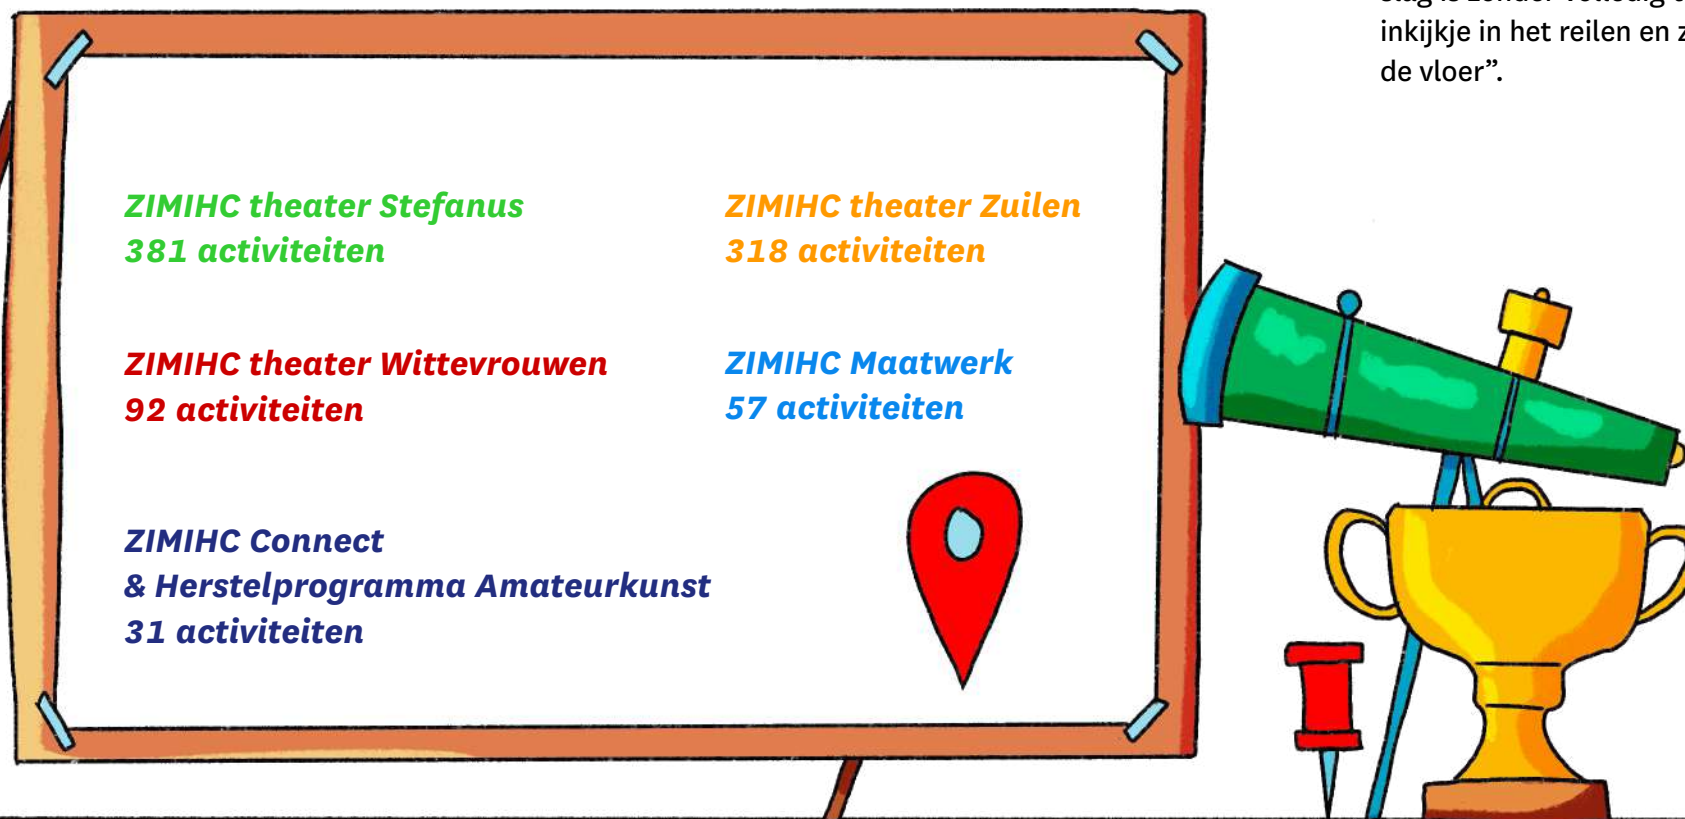 inkijkje in het reilen en
de vloer”.
ZIMIHC theater Stefanus
381 activiteiten
ZIMIHC theater Zuilen
318 activiteiten
ZIMIHC theater Wittevrouwen
92 activiteiten
ZIMIHC Maatwerk
57 activiteiten
ZIMIHC Connect
& Herstelprogramma Amateurkunst
31 activiteiten